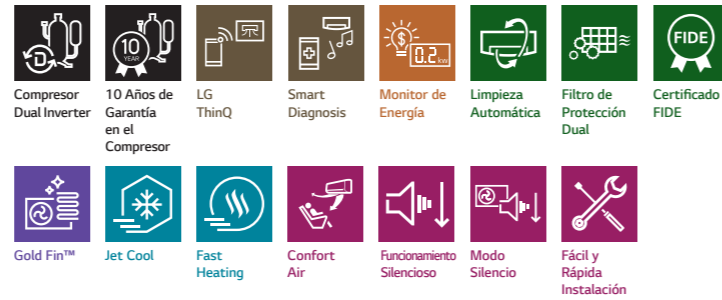 D
10
YEAR
0.2 kw
FIDE
Compresor
Dual Inverter
10 Años de
Garantía
en el
Compresor
LG
ThinQ
Smart
Diagnosis
Monitor de
Energía
Limpieza
Automática
Filtro de
Protección
Dual
Certificado
FIDE
Gold Fin™
Jet Cool
Fast
Heating
Confort
Air
Funcionamiento
Silencioso
Modo
Silencio
Fácil y
Rápida
Instalación